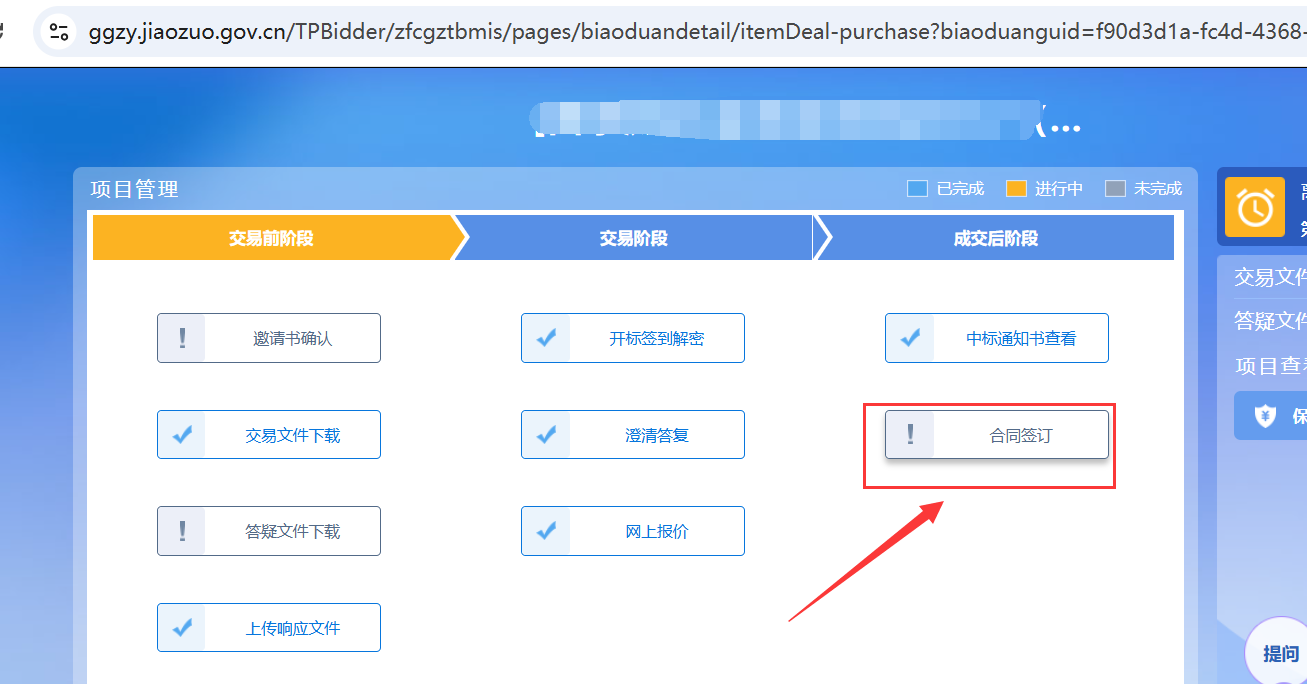 ggzy.jiaozuo.gov.cn/TPBidder/zfcgztbmis/pages/biaoduandetail/itemDeal-purchase?biaoduanguid=f90d3d1a-fc4d-4368-
(...
项目管理
已完成 进行中 未完成
交易前阶段 交易阶段 成交后阶段
邀请书确认 开标签到解密 中标通知书查看
交易文件下载 澄清答复 合同签订
答疑文件下载 网上报价
上传响应文件
交易文件
答疑文件
项目查
保
提问